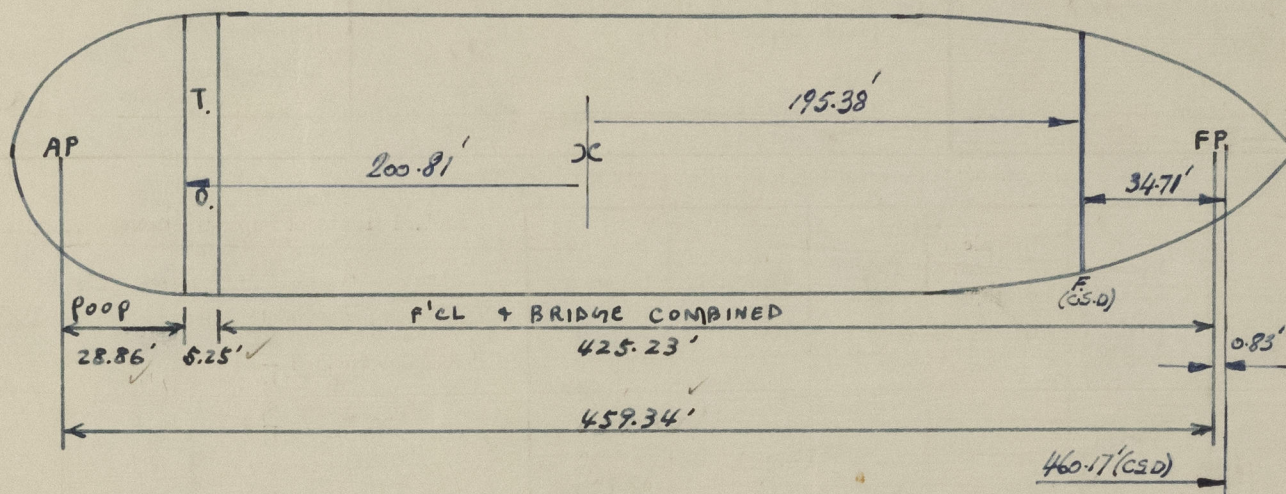 T.
195.38'
AP
FP
200.81'
O.
34.71'
F.
(C.S.D)
POOP
F'CL & BRIDGE COMBINED
28.86'
5.25'
425.23'
0.83'
459.34'
460.17' (CSD)